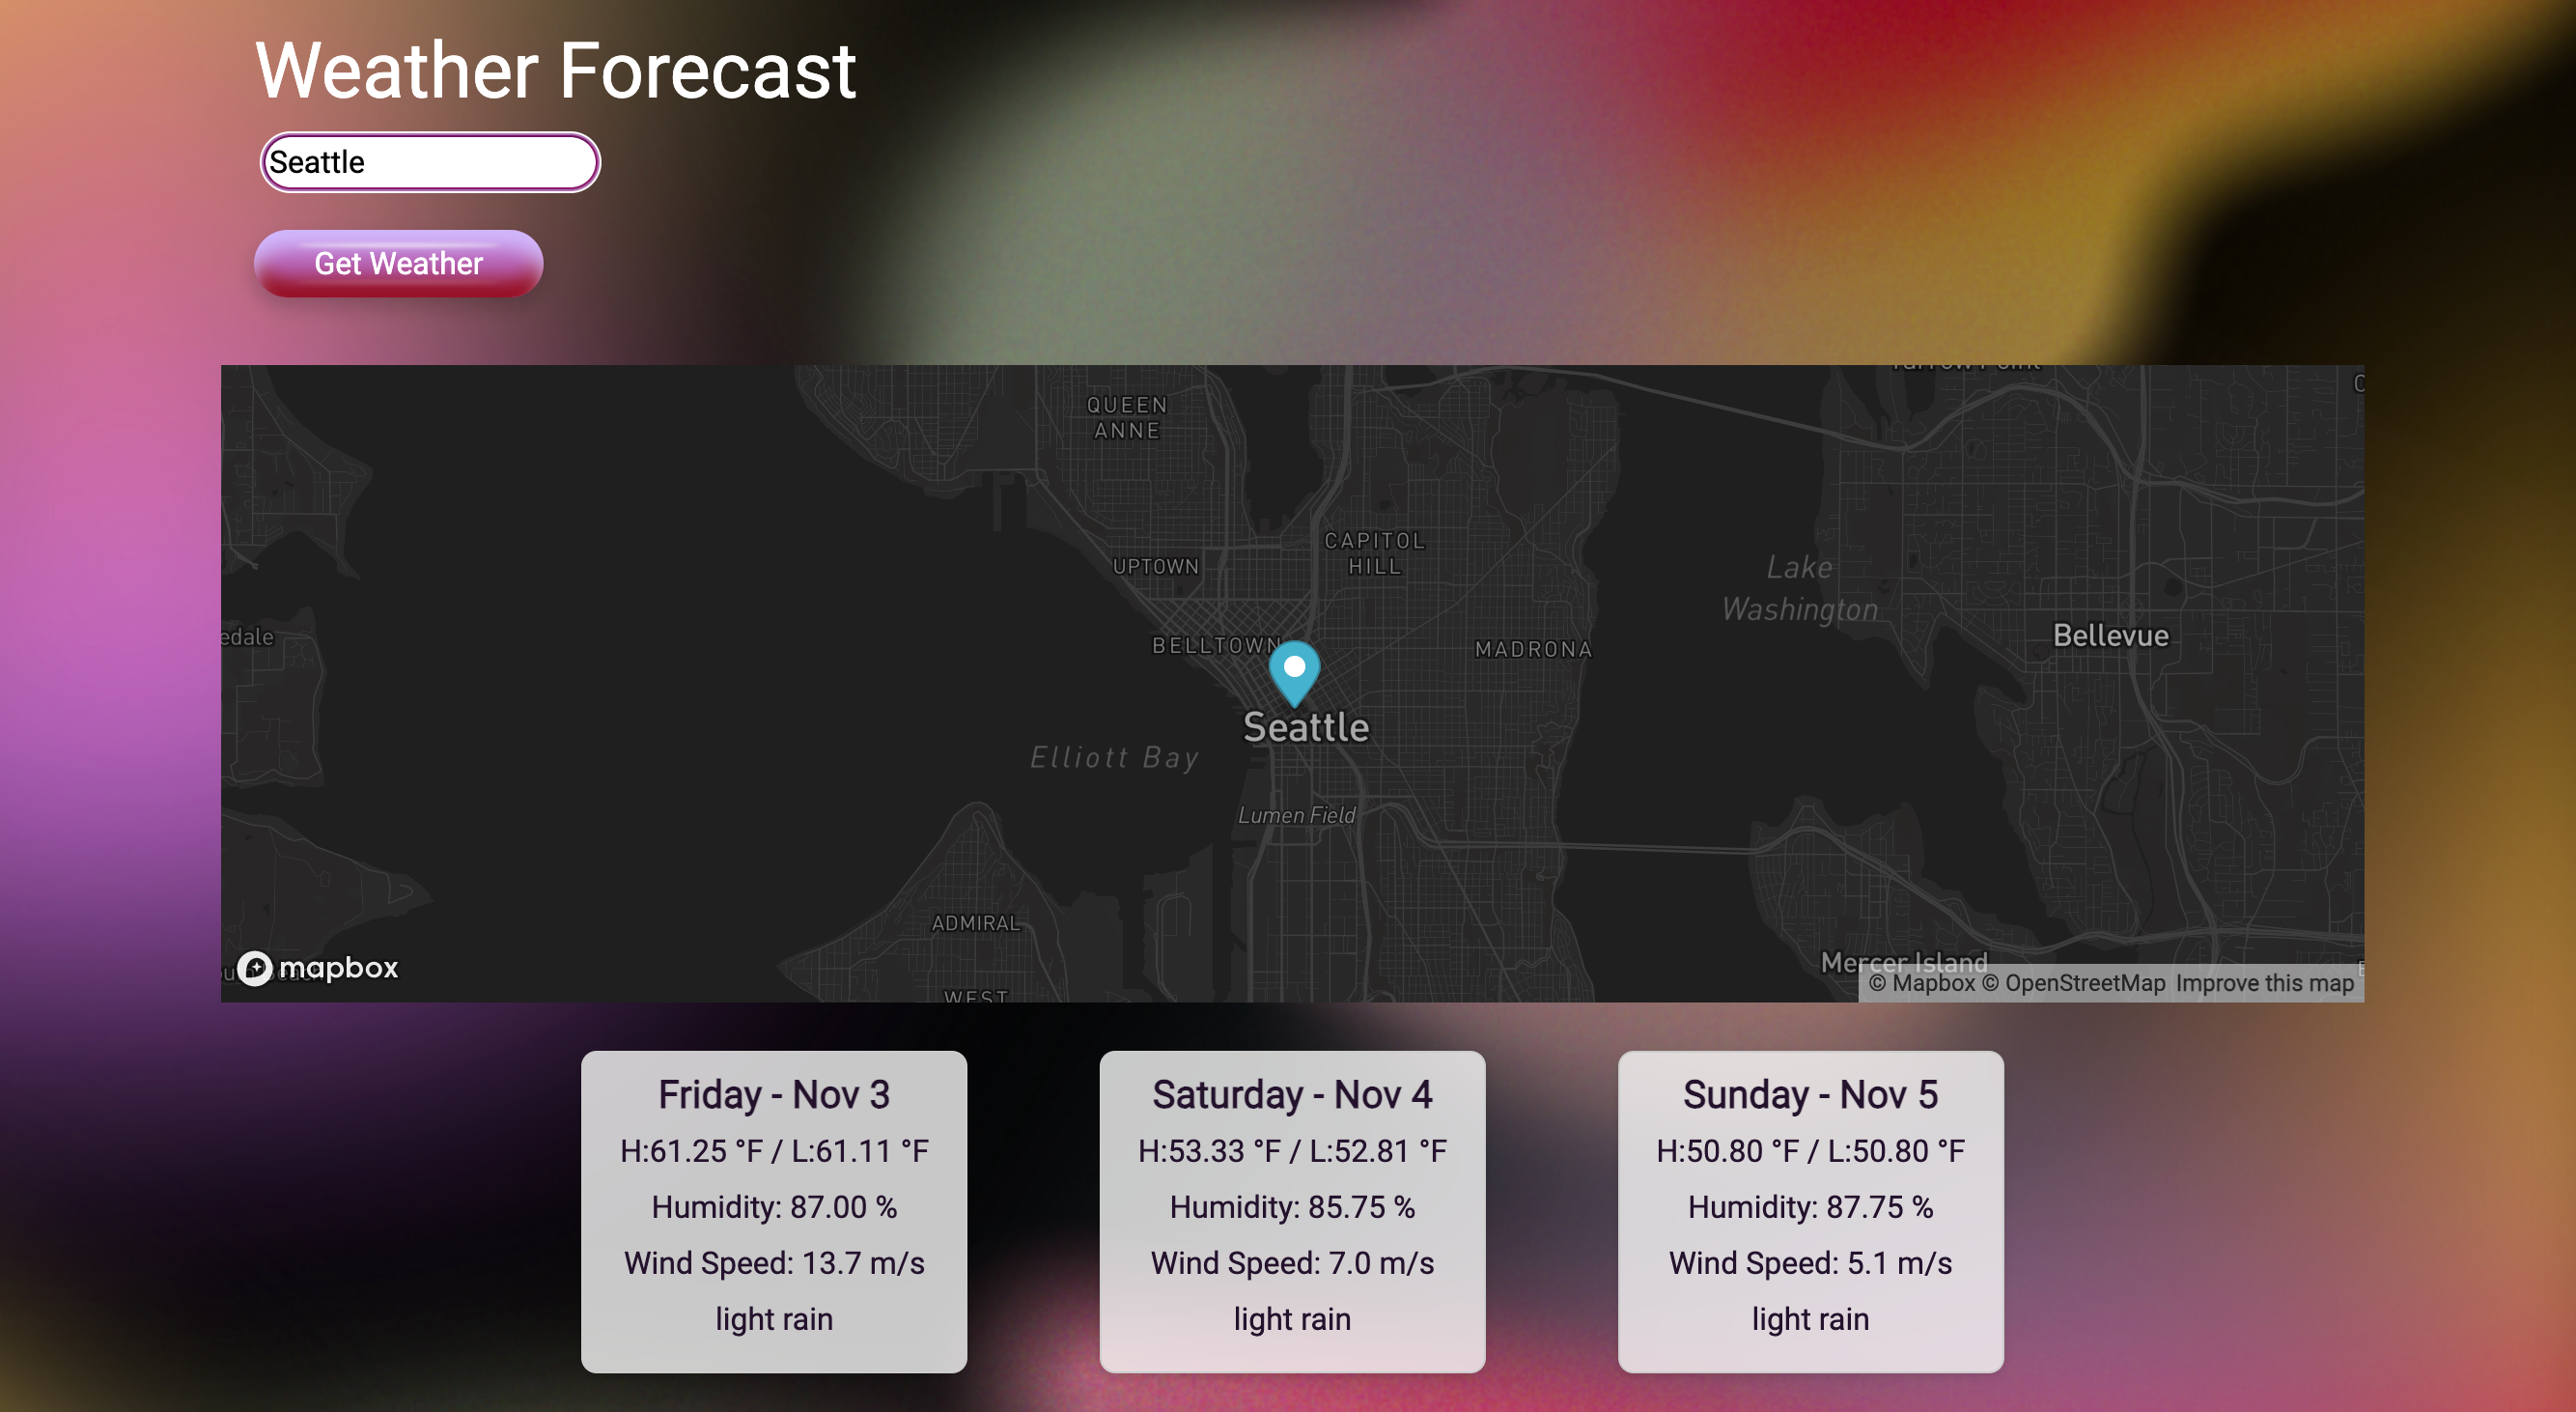 Weather Forecast
Seattle
Get Weather
QUEEN
ANNE
CAPITOL
HILL
UPTOWN
Lake
Washington
edale
BELLTOWN
MADRONA
Bellevue
Seattle
Elliott Bay
Lumen Field
ADMIRAL
Mercer Island
mapbox
© Mapbox © OpenStreetMap Improve this map
WEST
Friday - Nov 3
H:61.25 °F / L:61.11 °F
Humidity: 87.00 %
Wind Speed: 13.7 m/s
light rain
Saturday - Nov 4
H:53.33 °F / L:52.81 °F
Humidity: 85.75 %
Wind Speed: 7.0 m/s
light rain
Sunday - Nov 5
H:50.80 °F / L:50.80 °F
Humidity: 87.75 %
Wind Speed: 5.1 m/s
light rain